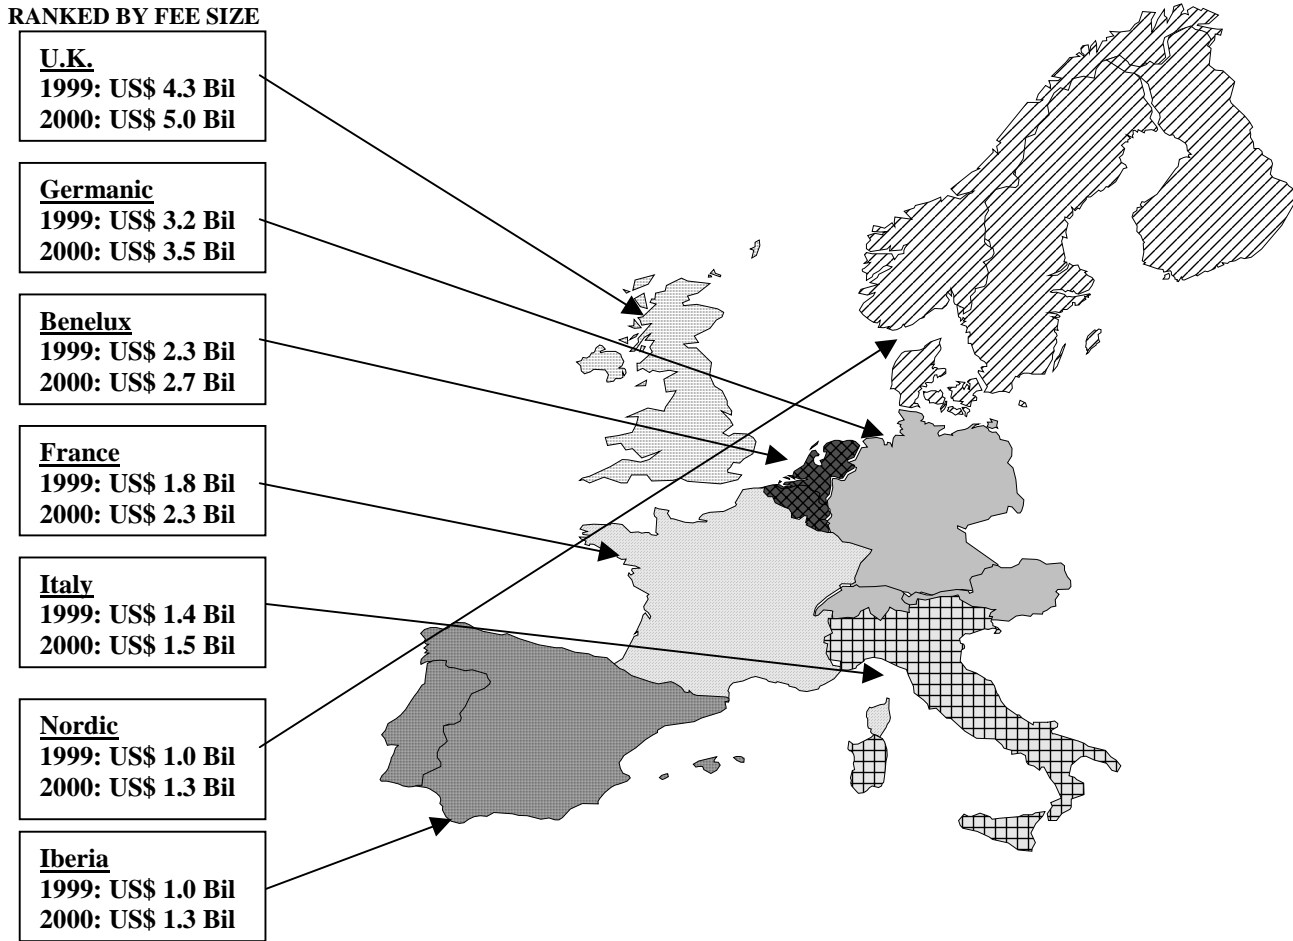 RANKED BY FEE SIZE
U.K.
1999: US$ 4.3 Bil
2000: US$ 5.0 Bil
Germanic
1999: US$ 3.2 Bil
2000: US$ 3.5 Bil
Benelux
1999: US$ 2.3 Bil
2000: US$ 2.7 Bil
France
1999: US$ 1.8 Bil
2000: US$ 2.3 Bil
Italy
1999: US$ 1.4 Bil
2000: US$ 1.5 Bil
Nordic
1999: US$ 1.0 Bil
2000: US$ 1.3 Bil
Iberia
1999: US$ 1.0 Bil
2000: US$ 1.3 Bil